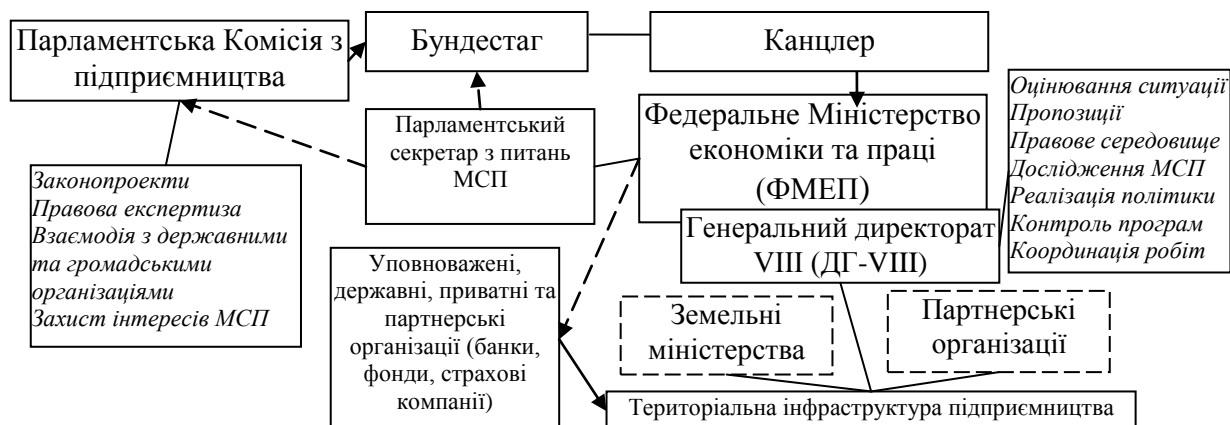 Парламентська Комісія з
підприємництва
Бундестаг
Канцлер
Парламентський
секретар з питань
МСП
Федеральне Міністерство
економіки та праці
(ФМЕП)
Генеральний директорат
VIII (ДГ-VIII)
Оцінювання ситуації
Пропозиції
Правове середовище
Дослідження МСП
Реалізація політики
Контроль програм
Координація робіт
Законопроекти
Правова експертиза
Взаємодія з державними
та громадськими
організаціями
Захист інтересів МСП
Уповноважені,
державні, приватні та
партнерські
організації (банки,
фонди, страхові
компанії)
Земельні
міністерства
Партнерські
організації
Територіальна інфраструктура підприємництва